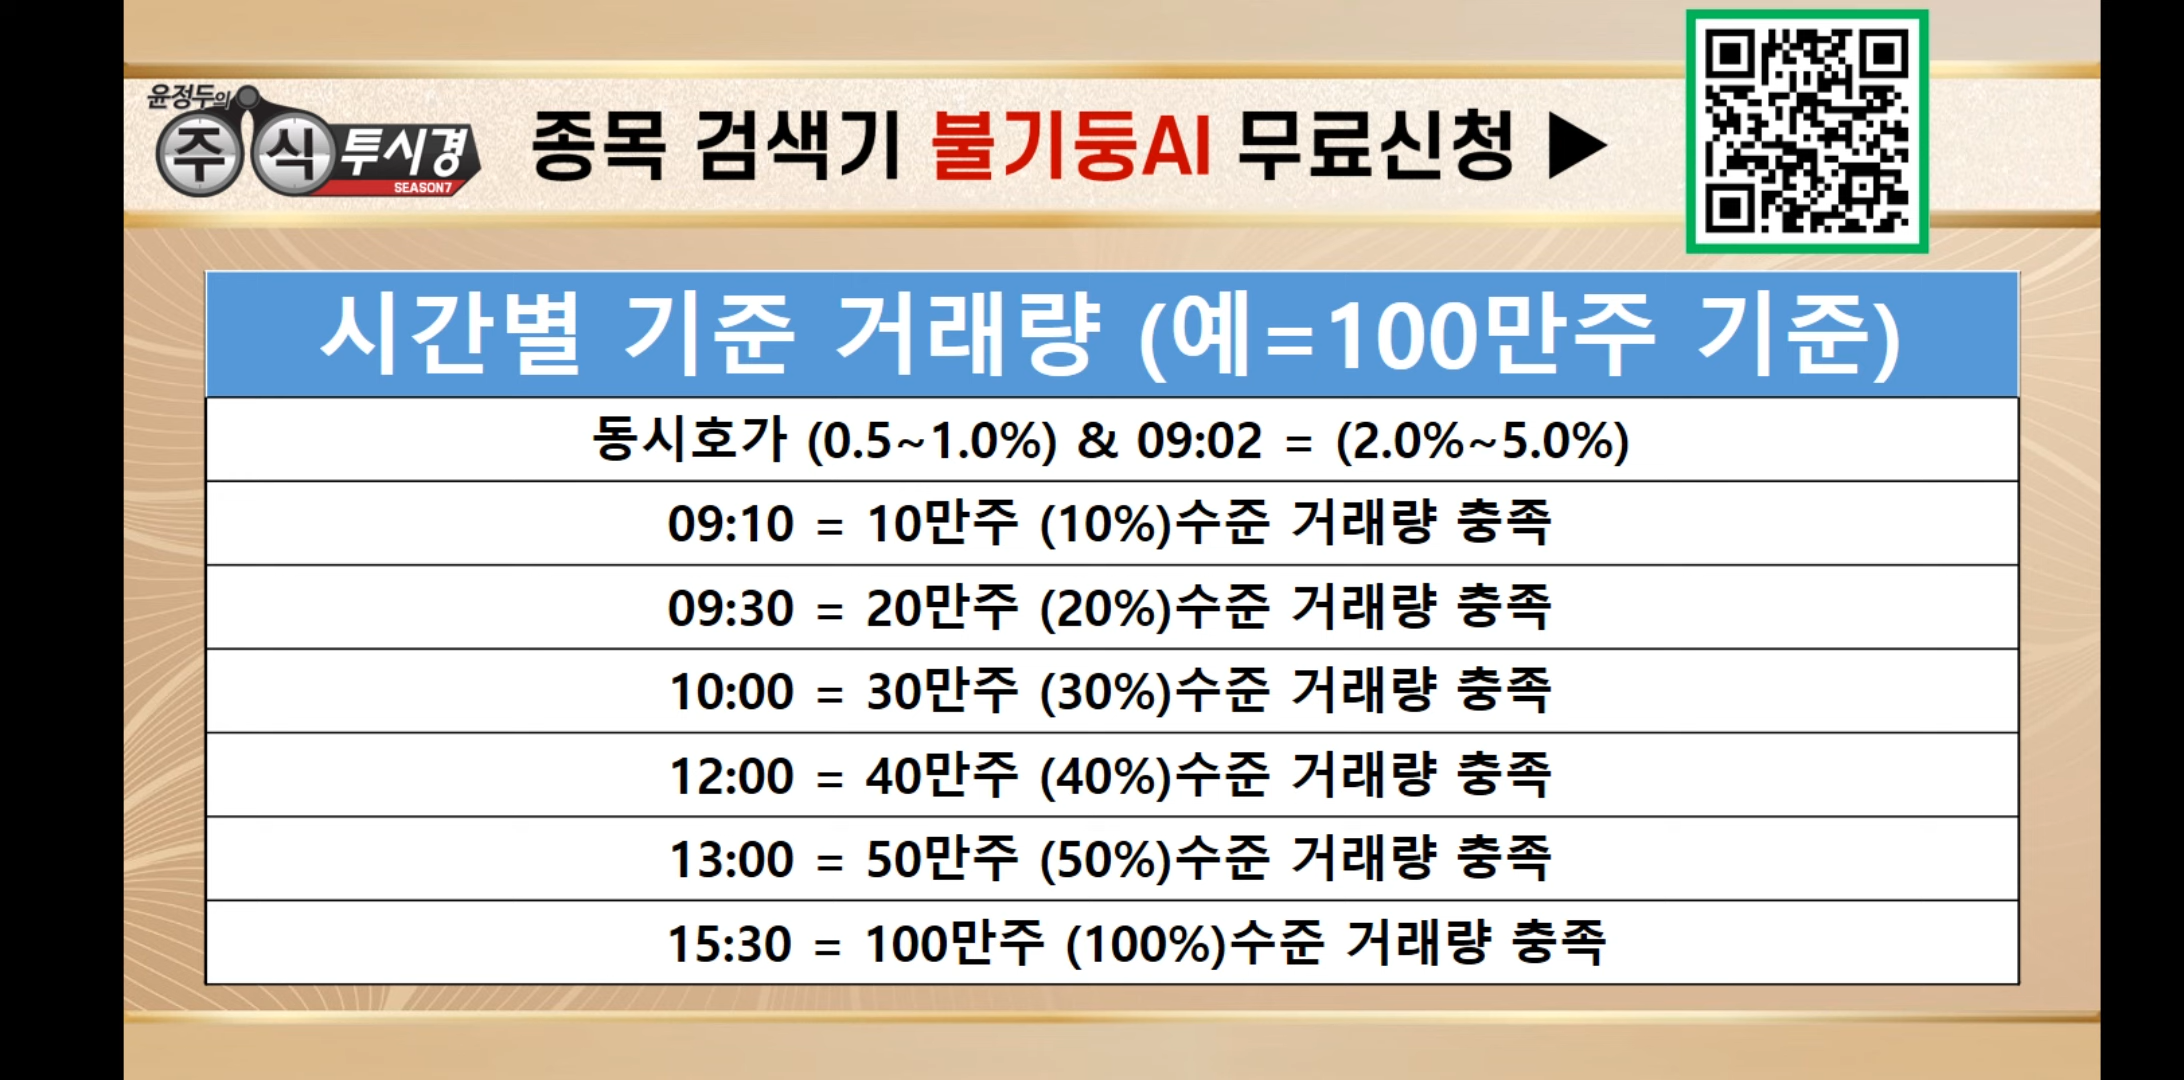 윤정두의
주식투시경
SEASON7
종목 검색기 불기둥AI 무료신청 ▶
시간별 기준 거래량 (예=100만주 기준)
동시호가 (0.5~1.0%) & 09:02 = (2.0%~5.0%)
09:10 = 10만주 (10%)수준 거래량 충족
09:30 = 20만주 (20%)수준 거래량 충족
10:00 = 30만주 (30%)수준 거래량 충족
12:00 = 40만주 (40%)수준 거래량 충족
13:00 = 50만주 (50%)수준 거래량 충족
15:30 = 100만주 (100%)수준 거래량 충족